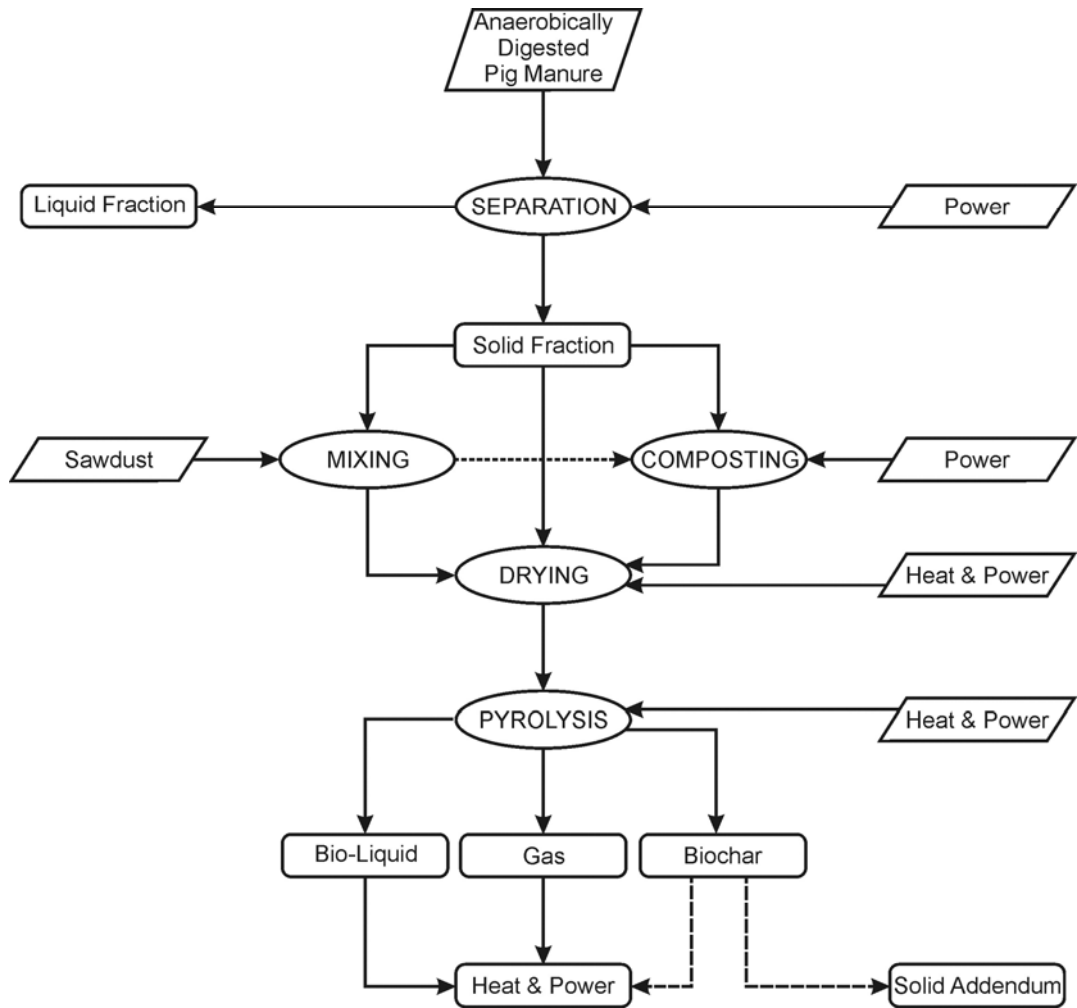 Anaerobically
Digested
Pig Manure
Liquid Fraction
SEPARATION
Power
Solid Fraction
Sawdust
MIXING
COMPOSTING
Power
DRYING
Heat & Power
PYROLYSIS
Heat & Power
Bio-Liquid
Gas
Biochar
Heat & Power
Solid Addendum